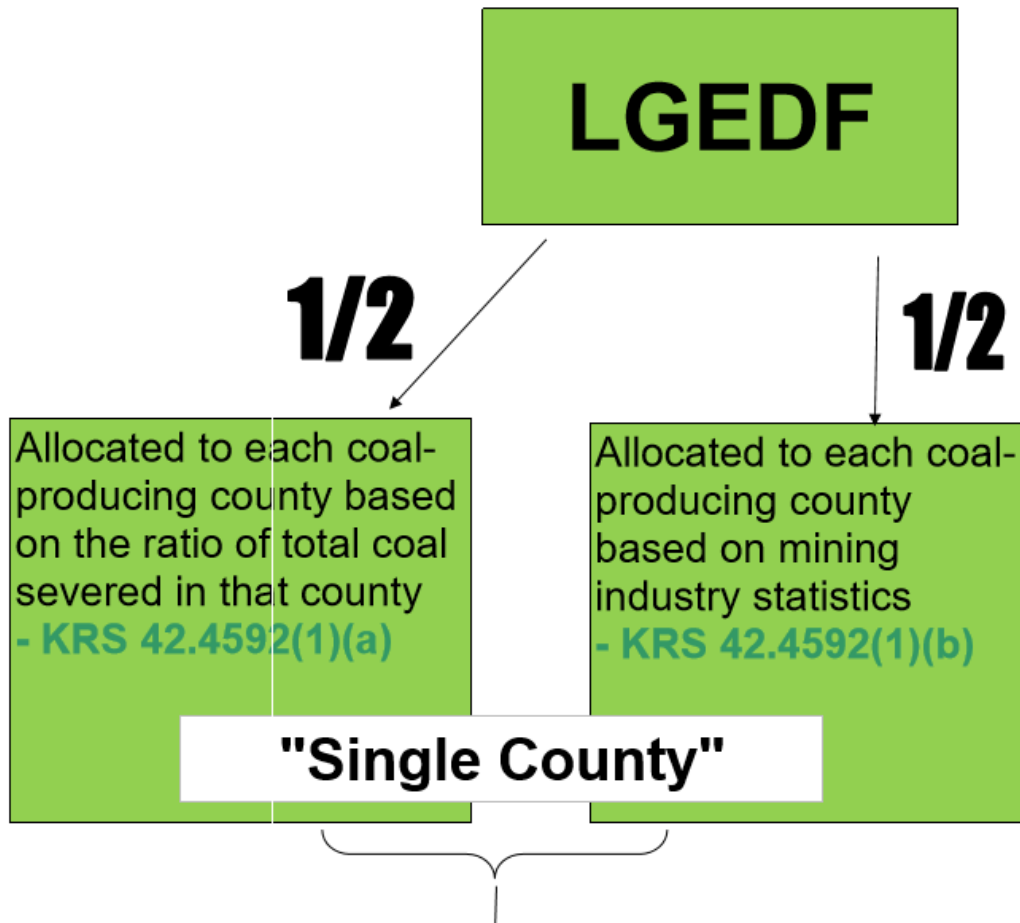 LGEDF
1/2
1/2
Allocated to each coal-
producing county based
on the ratio of total coal
severed in that county
- KRS 42.4592(1)(a)
Allocated to each coal-
producing county
based on mining
industry statistics
- KRS 42.4592(1)(b)
"Single County"